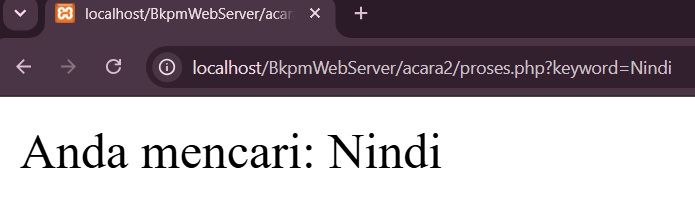 localhost/BkpmWebServer/acar
localhost/BkpmWebServer/acara2/proses.php?keyword=Nindi
Anda mencari: Nindi